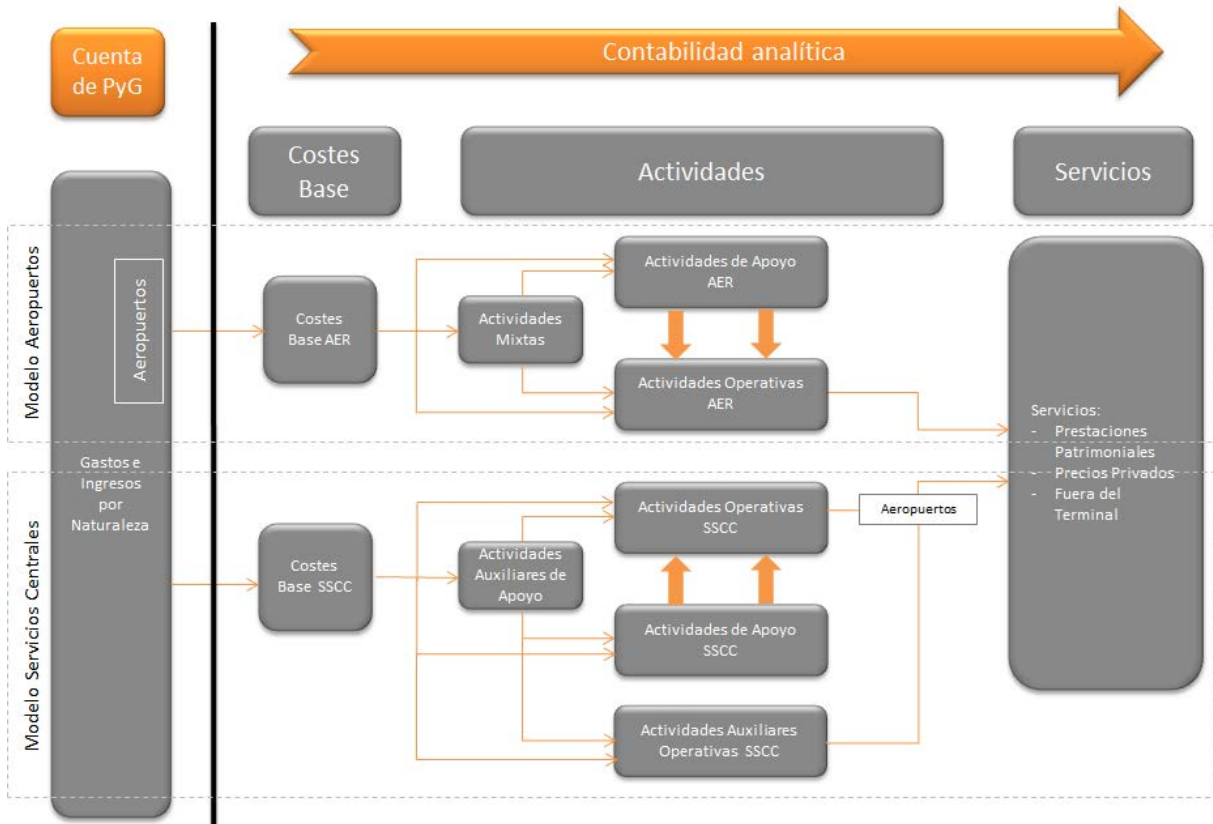 Cuenta
de PyG
Contabilidad analítica
Costes
Base
Actividades
Servicios
Modelo Aeropuertos
Aeropuertos
Gastos e
Ingresos
por
Naturaleza
Costes
Base AER
Actividades
Mixtas
Actividades de Apoyo
AER
Actividades Operativas
AER
Servicios:
- Prestaciones
Patrimoniales
- Precios Privados
- Fuera del
Terminal
Modelo Servicios Centrales
Costes
Base SSCC
Actividades
Auxiliares de
Apoyo
Actividades Operativas
SSCC
Aeropuertos
Actividades de Apoyo
SSCC
Actividades Auxiliares
Operativas SSCC